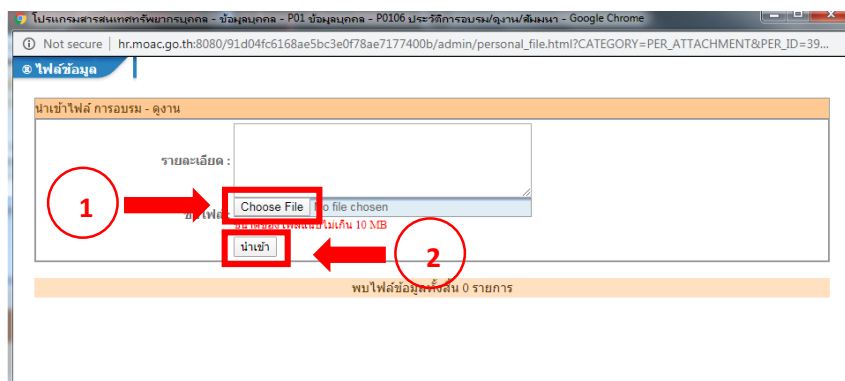 โปรแกรมสารสนเทศทรัพยากรบุคคล - ข้อมูลบุคคล - P01 ข้อมูลบุคคล - P0106 ประวัติการอบรม/ดูงาน/สัมมนา - Google Chrome
Not secure | hr.moac.go.th:8080/91d04fc6168ae5bc3e0f78ae7177400b/admin/personal_file.html?CATEGORY=PER_ATTACHMENT&PER_ID=39...
® ไฟล์ข้อมูล
นำเข้าไฟล์ การอบรม - ดูงาน
รายละเอียด :
1
Choose File No file chosen
ขนาดของไฟล์แนบไม่เกิน 10 MB
นำเข้า
2
พบไฟล์ข้อมูลทั้งสิ้น 0 รายการ